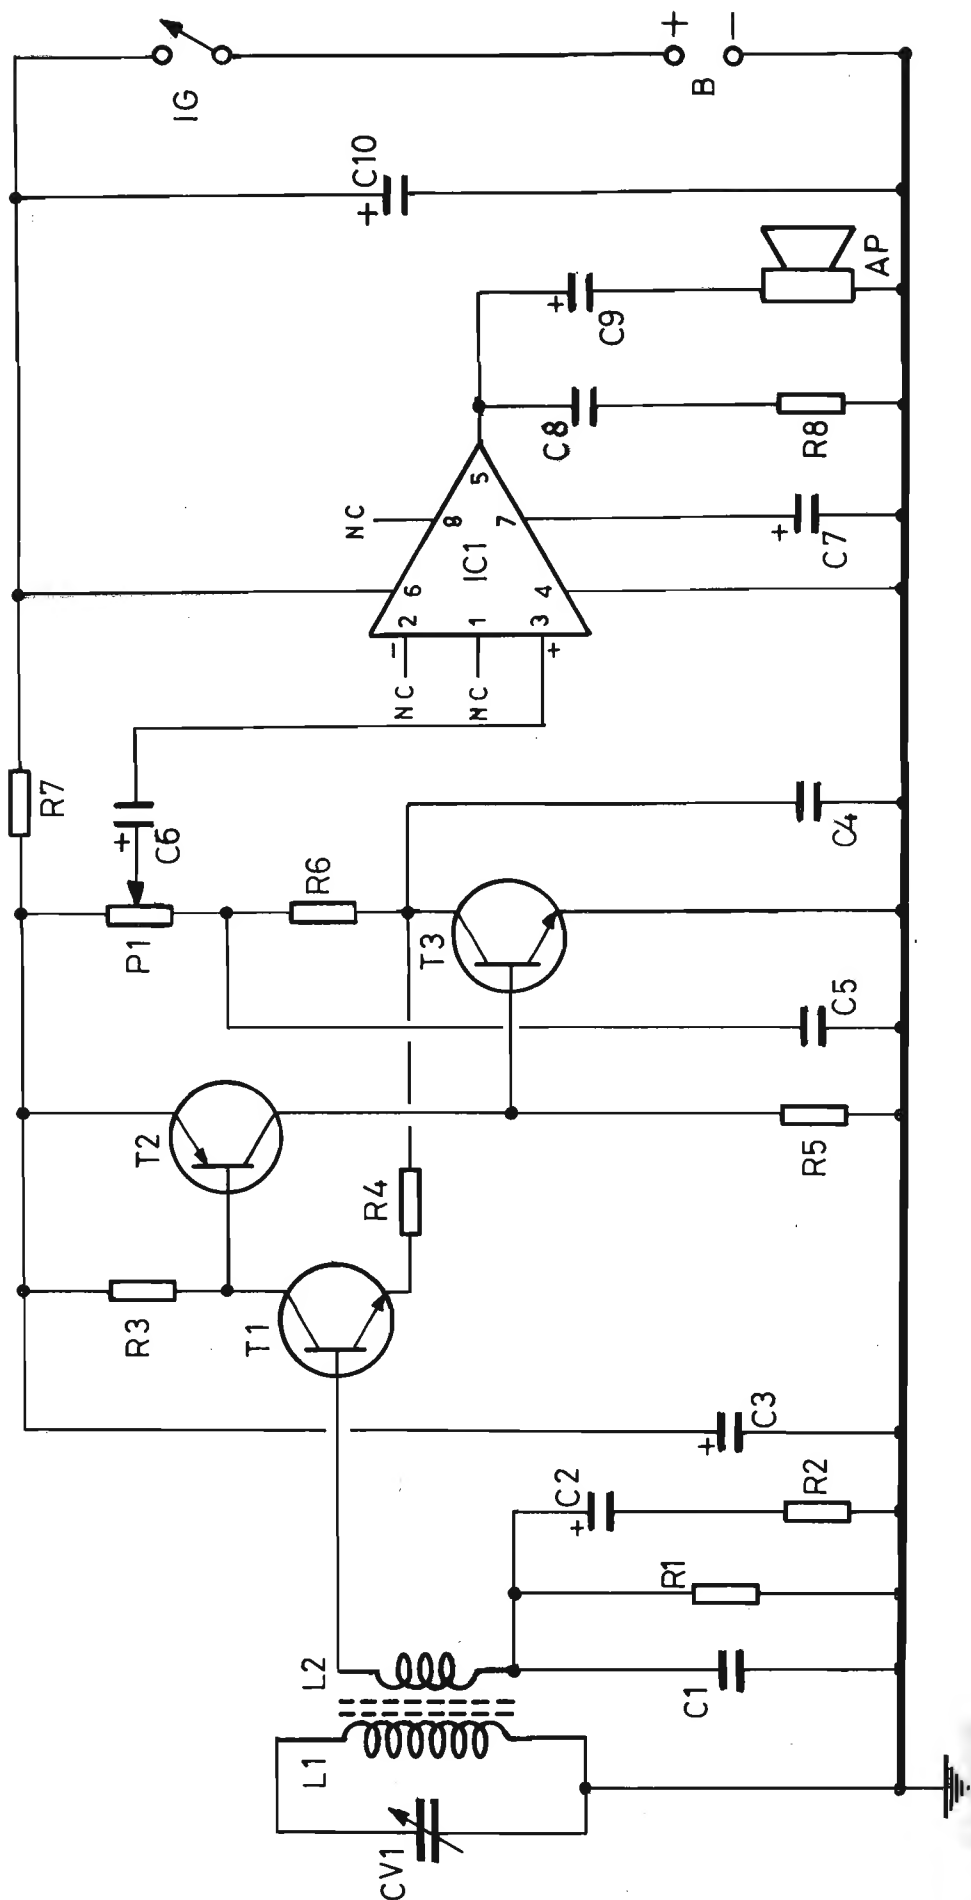 CV1
L1
L2
C1
R1
C2
+
R2
C3
+
R3
T1
T2
R4
R5
C5
P1
R6
T3
C4
R7
+
C6
NC
NC
NC
-
2
1
3
+
6
4
IC1
8
7
5
+
C7
C8
R8
+
C9
AP
+
C10
IG
+
B
-